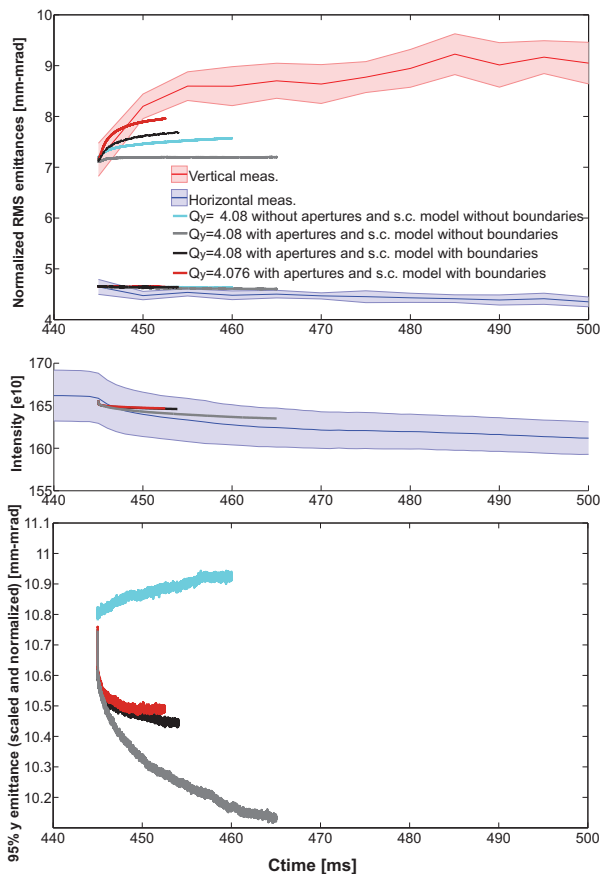 Normalized RMS emittances [mm-mrad]
10
9
8
7
6
5
4
Vertical meas.
Horizontal meas.
Qy= 4.08 without apertures and s.c. model without boundaries
Qy=4.08 with apertures and s.c. model without boundaries
Qy=4.08 with apertures and s.c. model with boundaries
Qy=4.076 with apertures and s.c. model with boundaries
440 450 460 470 480 490 500
Intensity [e10]
170
165
160
155
440 450 460 470 480 490 500
95% y emittance (scaled and normalized) [mm-mrad]
11.1
11
10.9
10.8
10.7
10.6
10.5
10.4
10.3
10.2
440 450 460 470 480 490 500
Ctime [ms]